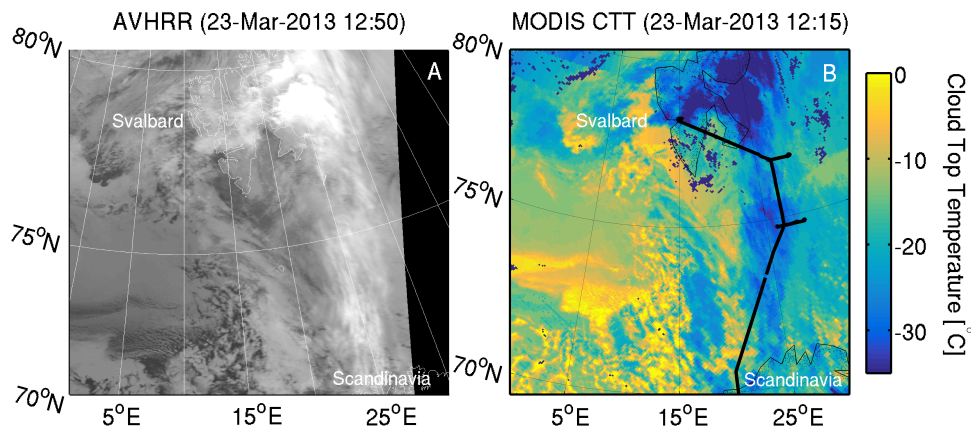 AVHRR (23-Mar-2013 12:50)
MODIS CTT (23-Mar-2013 12:15)
80°N
A
Svalbard
75°N
70°N
Scandinavia
5°E
15°E
25°E
80°N
B
Svalbard
75°N
70°N
Scandinavia
5°E
15°E
25°E
0
-10
-20
-30
Cloud Top Temperature [°C]